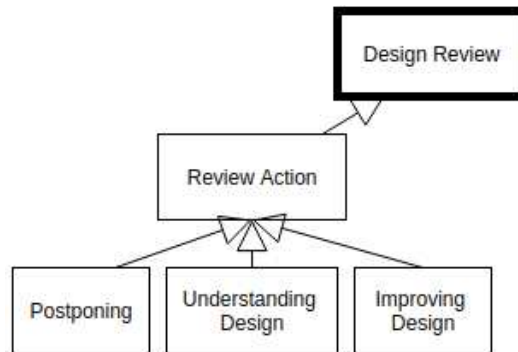 Design Review
Review Action
Postponing
Understanding
Design
Improving
Design